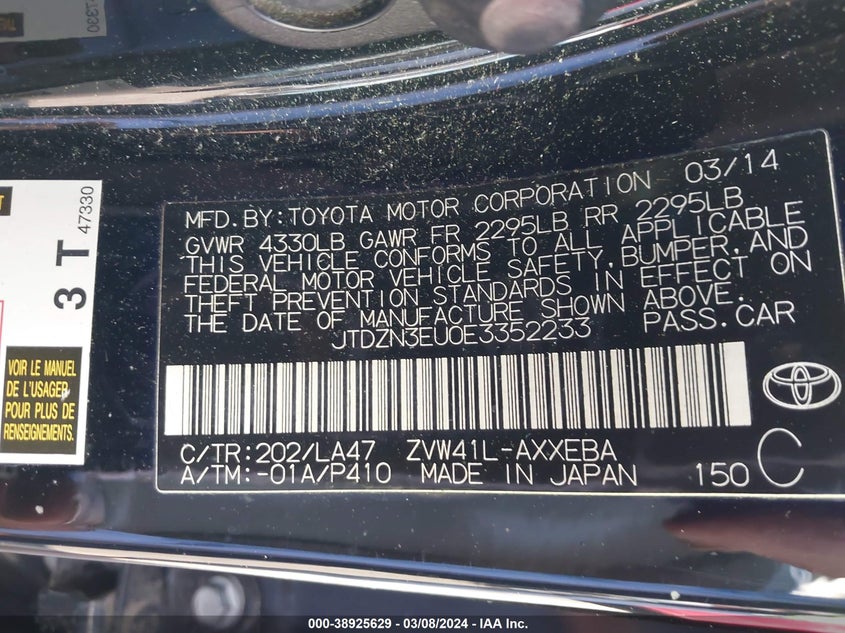 3 T
47330
VOIR LE MANUEL
DE L'USAGER
POUR PLUS DE
RENSEIGNEMENTS
MFD. BY: TOYOTA MOTOR CORPORATION 03/14
GVWR 4330LB GAWR FR 2295LB RR 2295LB
THIS VEHICLE CONFORMS TO ALL APPLICABLE
FEDERAL MOTOR VEHICLE SAFETY, BUMPER, AND
THEFT PREVENTION STANDARDS IN EFFECT ON
THE DATE OF MANUFACTURE SHOWN ABOVE.
JTDZN3EU0E3352233 PASS. CAR
C/TR: 202/LA47 ZVW41L-AXXEBA
A/TM: -01A/P410 MADE IN JAPAN 150 C
000-38925629 - 03/08/2024 - IAA Inc.